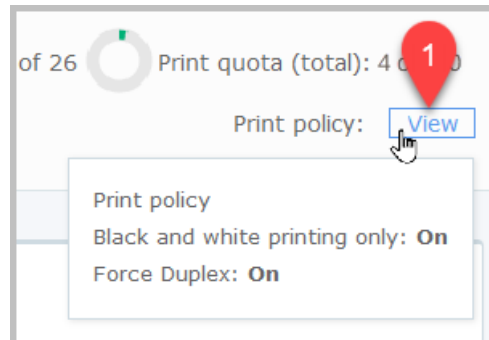 of 26 Print quota (total): 4
1
Print policy: View
Print policy
Black and white printing only: On
Force Duplex: On